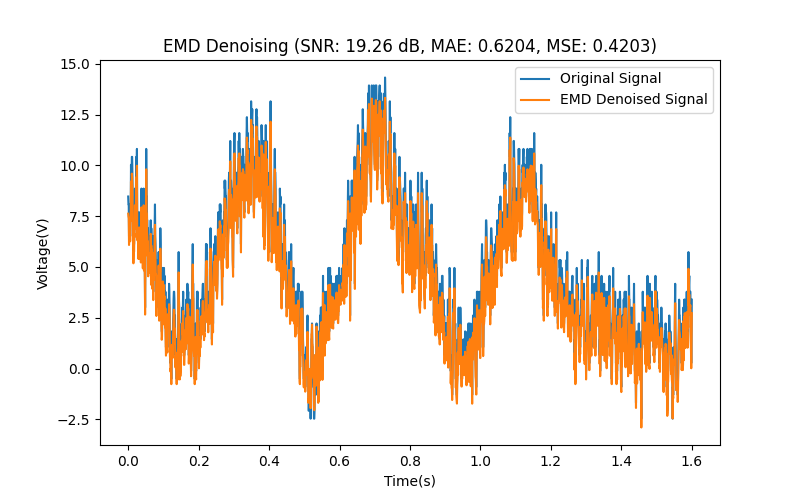 EMD Denoising (SNR: 19.26 dB, MAE: 0.6204, MSE: 0.4203)
Original Signal
EMD Denoised Signal
Voltage(V)
15.0
12.5
10.0
7.5
5.0
2.5
0.0
−2.5
0.0 0.2 0.4 0.6 0.8 1.0 1.2 1.4 1.6
Time(s)